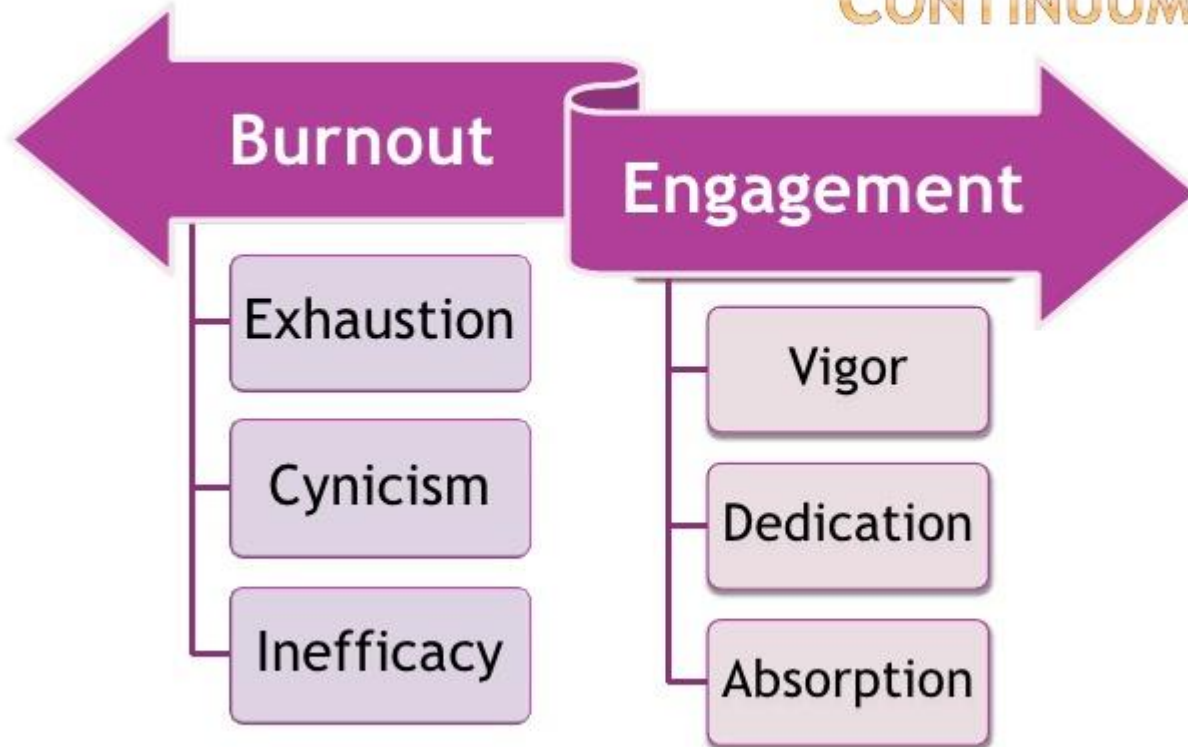 CONTINUUM
Burnout
Engagement
Exhaustion
Cynicism
Inefficacy
Vigor
Dedication
Absorption